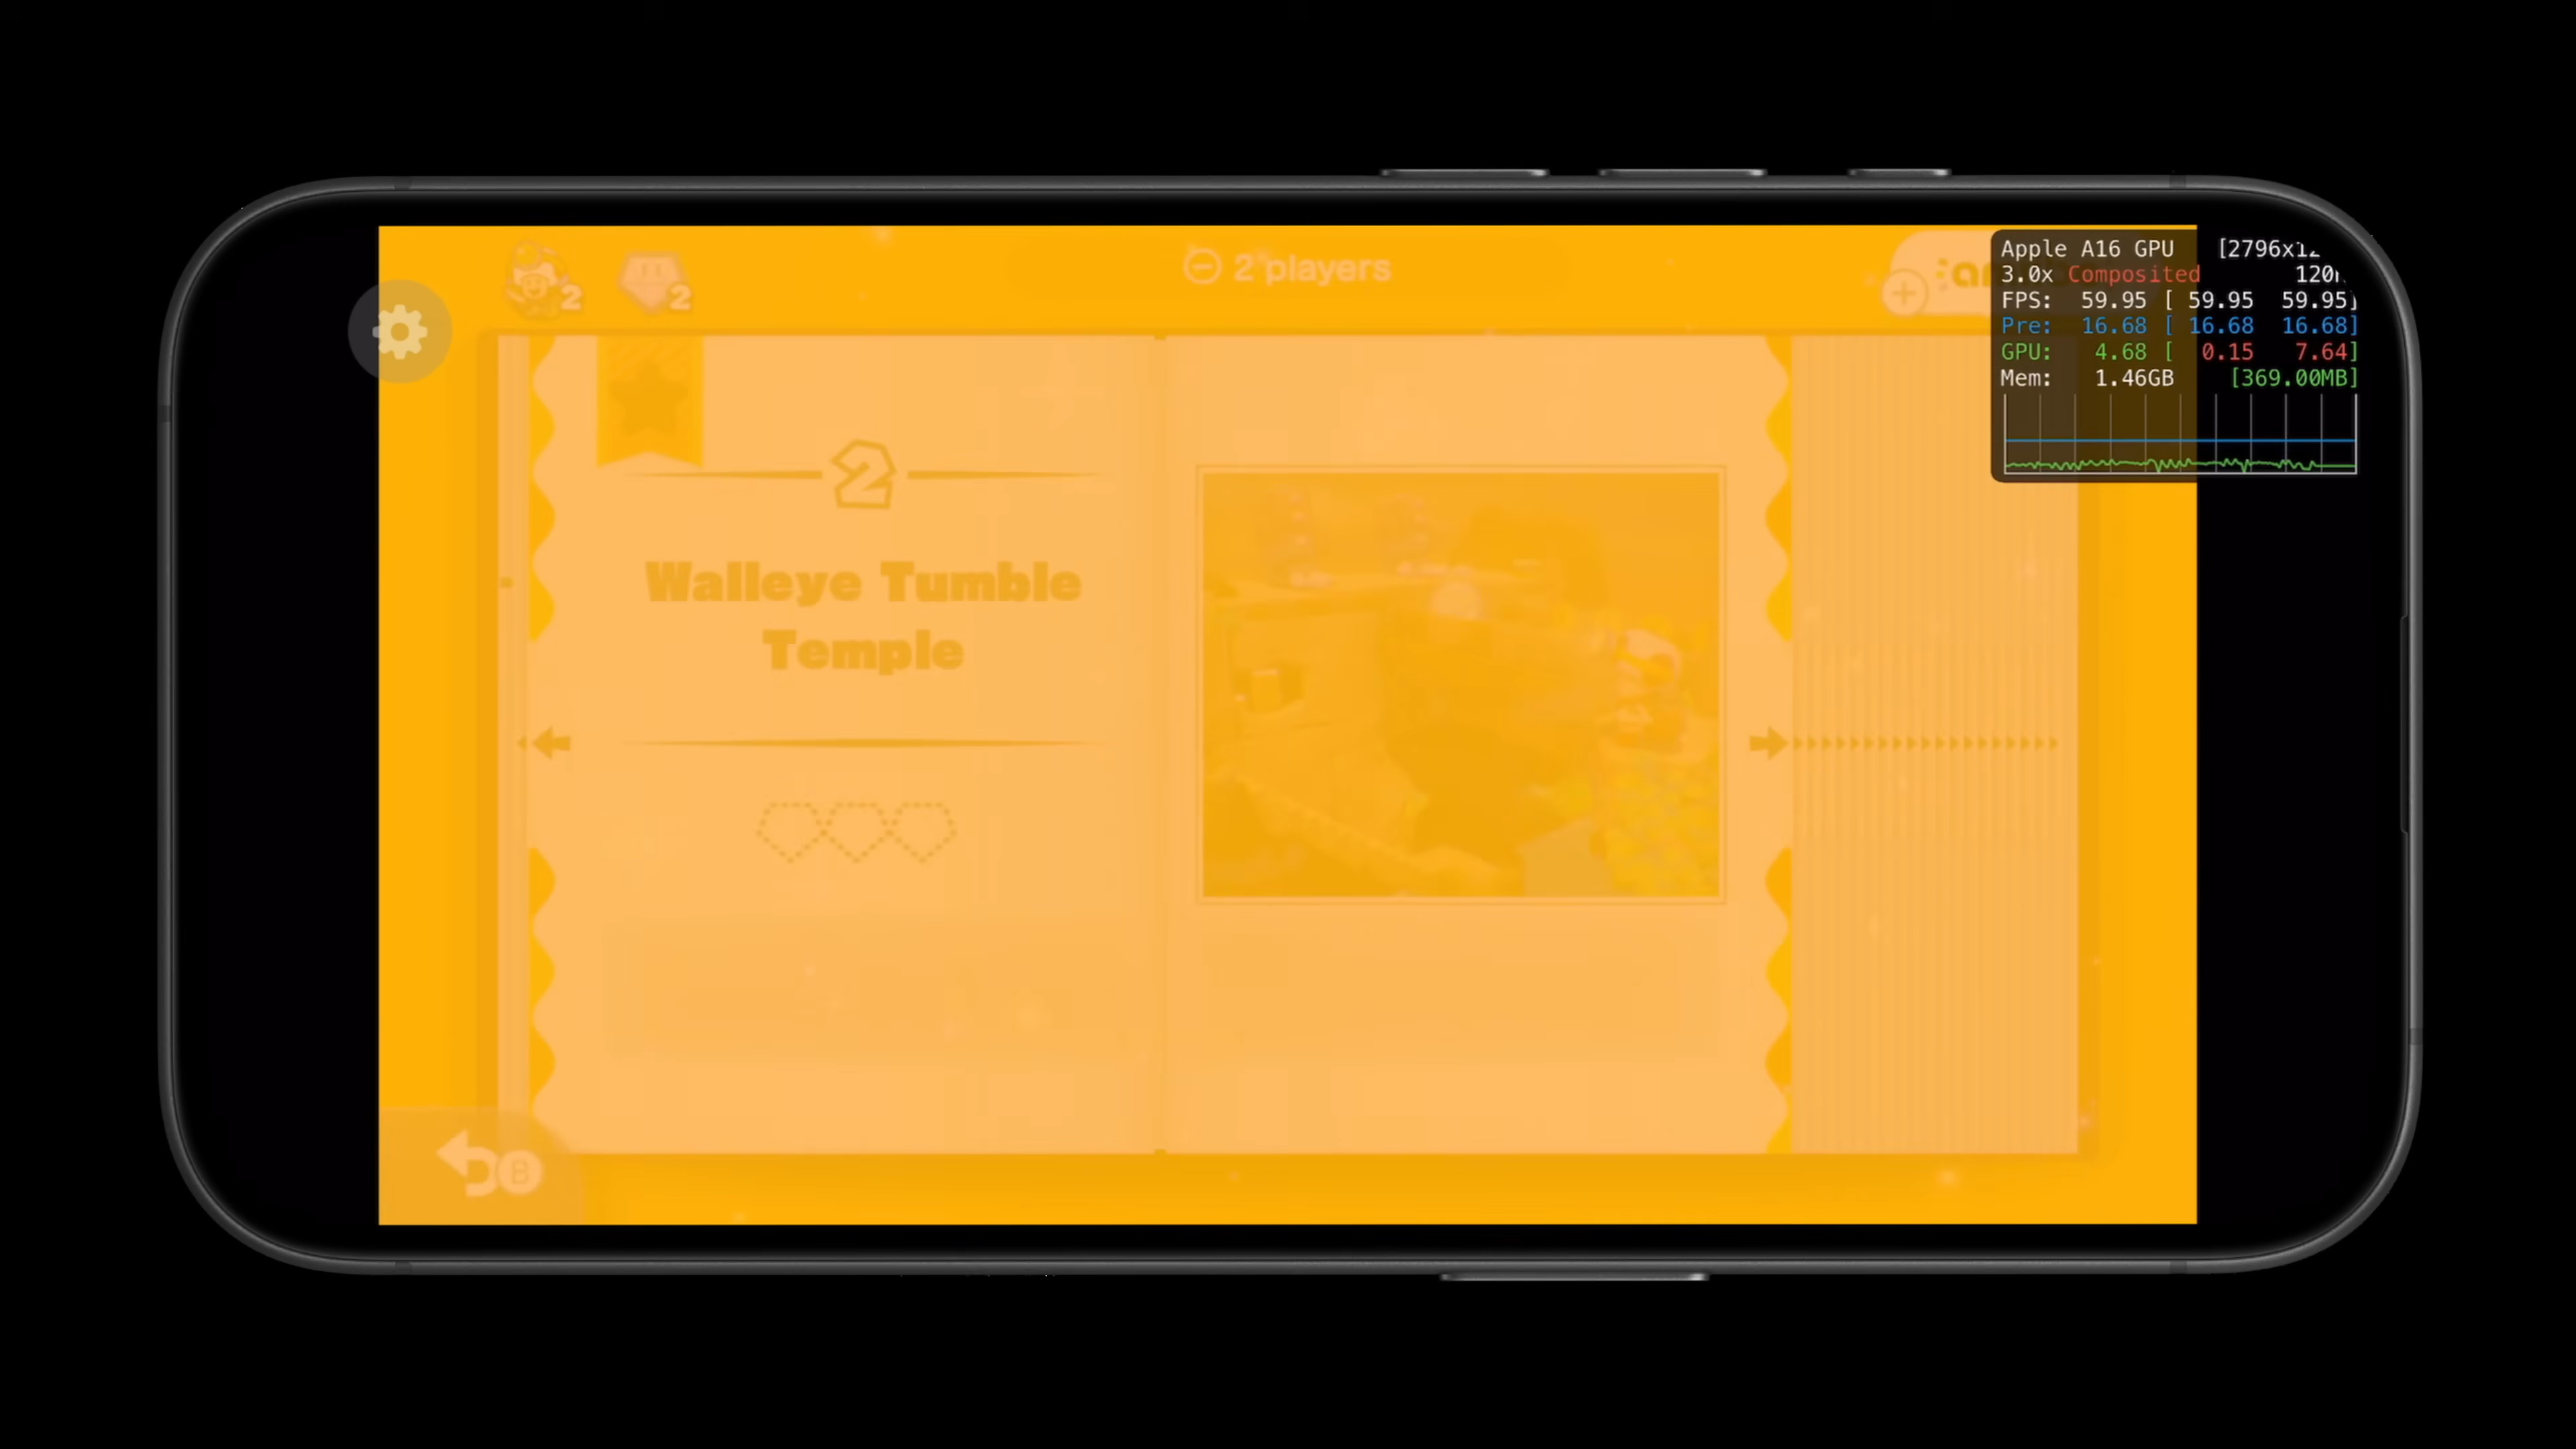 2
2
2 players
Apple A16 GPU
3.0x Composited
FPS: 59.95 [ 59.95 59.95]
Pre: 16.68 [ 16.68 16.68]
GPU: 4.68 [ 0.15 7.64]
Mem: 1.46GB [369.00MB]
2
Walleye Tumble
Temple
B